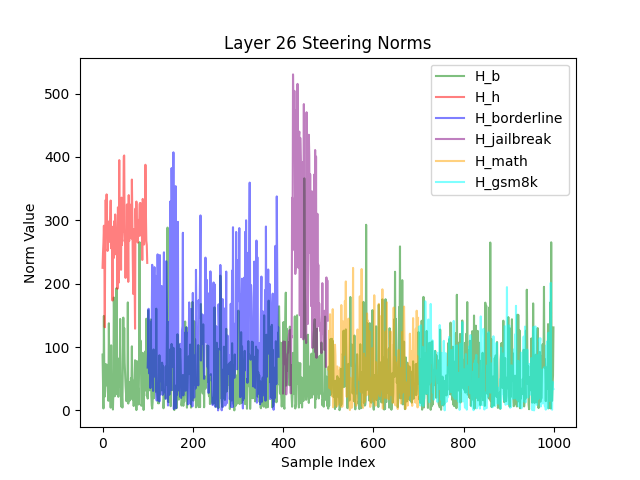 Layer 26 Steering Norms
H_b
H_h
H_borderline
H_jailbreak
H_math
H_gsm8k
500
400
300
200
100
0
Norm Value
0 200 400 600 800 1000
Sample Index